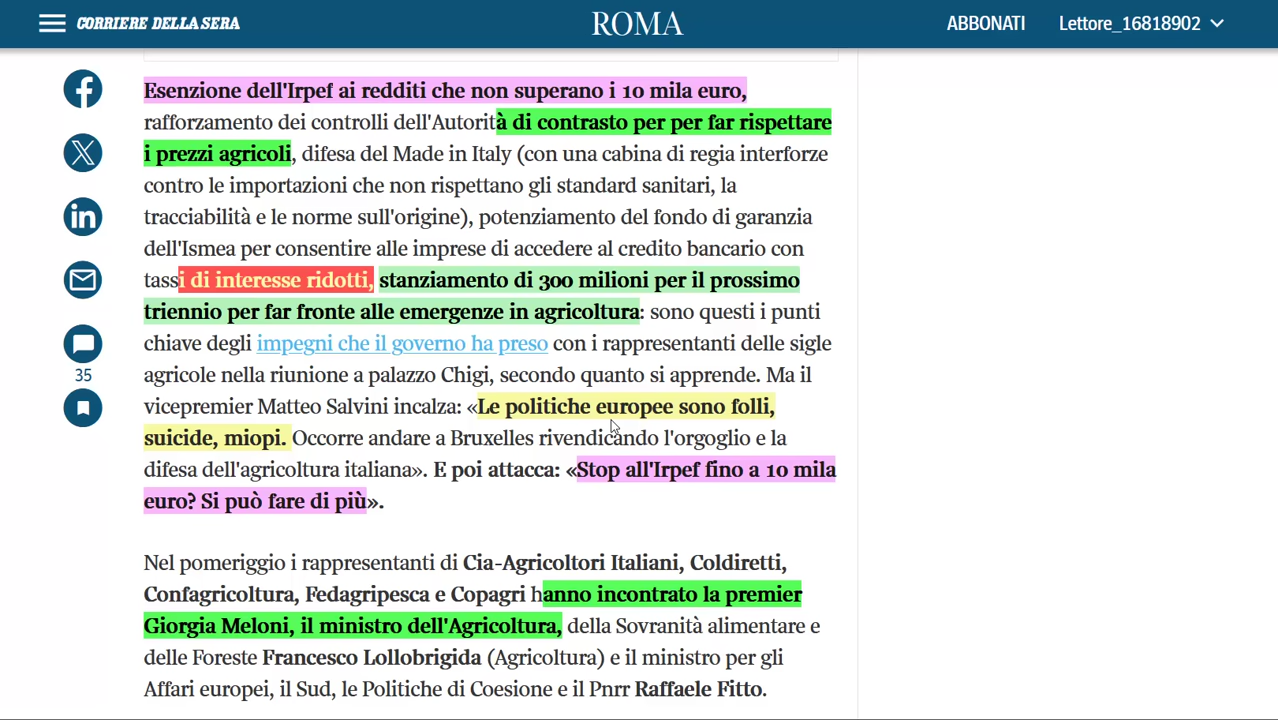 CORRIERE DELLA SERA
ROMA
ABBONATI
Lettore_16818902
Esenzione dell'Irpef ai redditi che non superano i 10 mila euro,
rafforzamento dei controlli dell'Autorità di contrasto per per far rispettare
i prezzi agricoli, difesa del Made in Italy (con una cabina di regia interforze
contro le importazioni che non rispettano gli standard sanitari, la
tracciabilità e le norme sull'origine), potenziamento del fondo di garanzia
dell'Ismea per consentire alle imprese di accedere al credito bancario con
tassi di interesse ridotti, stanziamento di 300 milioni per il prossimo
triennio per far fronte alle emergenze in agricoltura: sono questi i punti
chiave degli impegni che il governo ha preso con i rappresentanti delle sigle
agricole nella riunione a palazzo Chigi, secondo quanto si apprende. Ma il
vicepremier Matteo Salvini incalza: «Le politiche europee sono folli,
suicide, miopi. Occorre andare a Bruxelles rivendicando l'orgoglio e la
difesa dell'agricoltura italiana». E poi attacca: «Stop all'Irpef fino a 10 mila
euro? Si può fare di più».
35
Nel pomeriggio i rappresentanti di Cia-Agricoltori Italiani, Coldiretti,
Confagricoltura, Fedagripesca e Copagri hanno incontrato la premier
Giorgia Meloni, il ministro dell'Agricoltura, della Sovranità alimentare e
delle Foreste Francesco Lollobrigida (Agricoltura) e il ministro per gli
Affari europei, il Sud, le Politiche di Coesione e il Pnrr Raffaele Fitto.